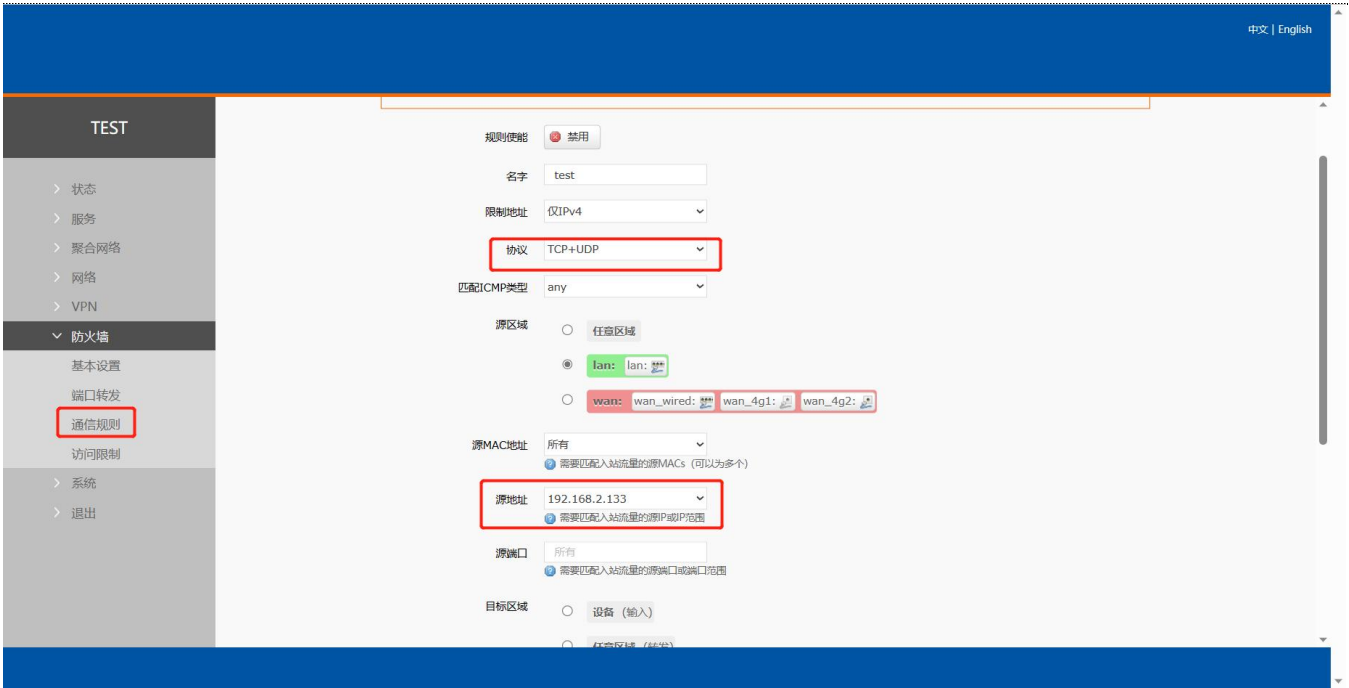 中文 | English
TEST
状态
服务
聚合网络
网络
VPN
防火墙
基本设置
端口转发
通信规则
访问限制
系统
退出
规则使能 禁用
名字 test
限制地址 仅IPv4
协议 TCP+UDP
匹配ICMP类型 any
源区域 任意区域
lan: lan:
wan: wan_wired: wan_4g1: wan_4g2:
源MAC地址 所有
需要匹配入站流量的源MACs（可以为多个）
源地址 192.168.2.133
需要匹配入站流量的源IP或IP范围
源端口 所有
需要匹配入站流量的源端口或端口范围
目标区域 设备（输入）
任意区域（转发）